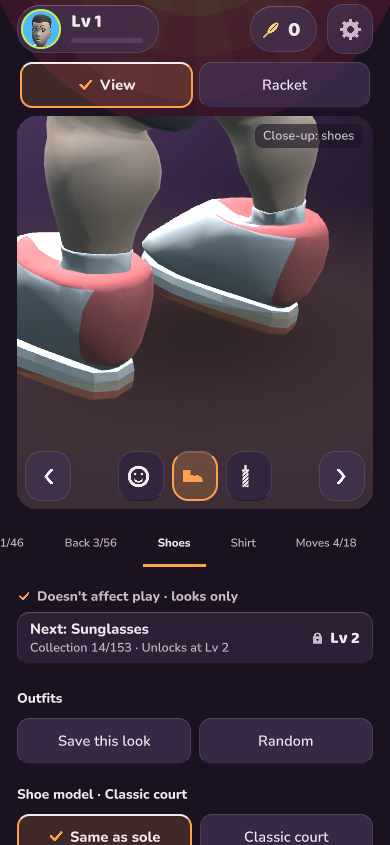 Lv 1
0
View
Racket
Close-up: shoes
1/46
Back 3/56
Shoes
Shirt
Moves 4/18
Doesn't affect play · looks only
Next: Sunglasses
Collection 14/153 · Unlocks at Lv 2
Lv 2
Outfits
Save this look
Random
Shoe model · Classic court
Same as sole
Classic court